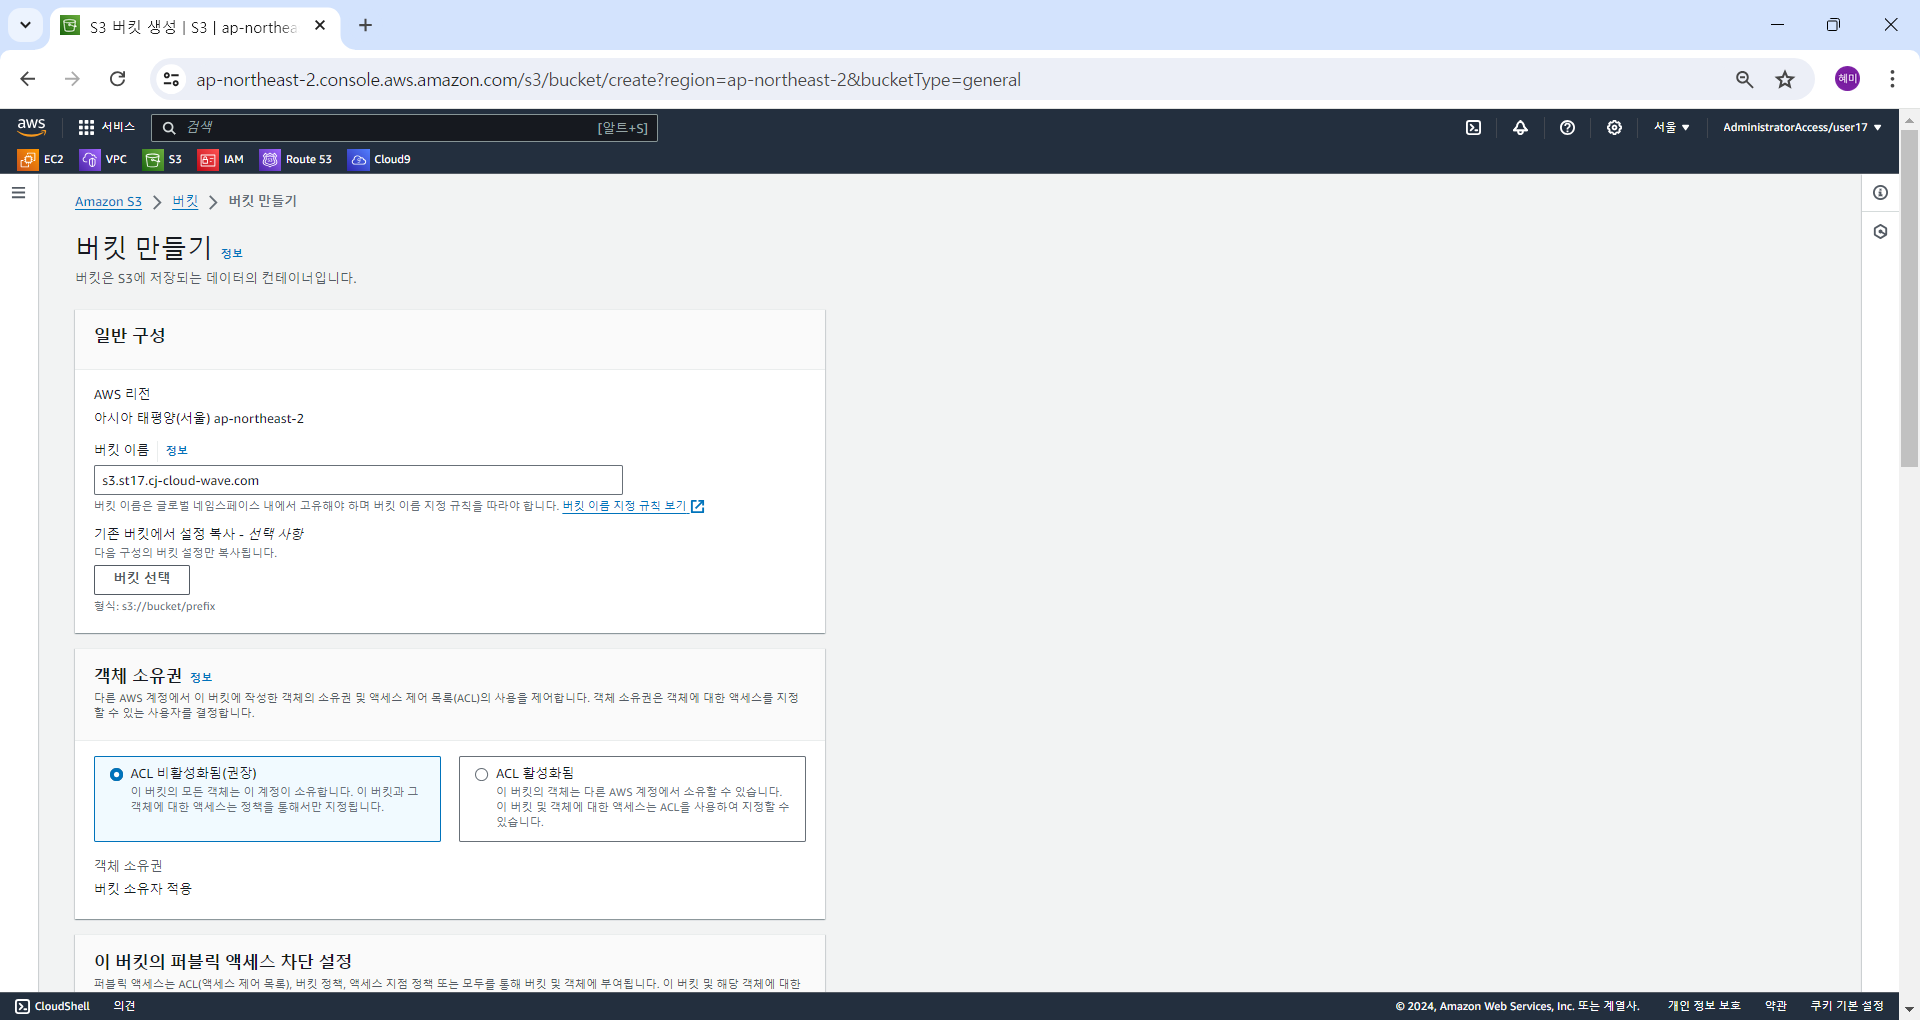 S3 버킷 생성 | S3 | ap-northea
ap-northeast-2.console.aws.amazon.com/s3/bucket/create?region=ap-northeast-2&bucketType=general
혜미
aws
서비스
검색
[알트+S]
서울
AdministratorAccess/user17
EC2
VPC
S3
IAM
Route 53
Cloud9
Amazon S3
버킷
버킷 만들기
버킷 만들기 정보
버킷은 S3에 저장되는 데이터의 컨테이너입니다.
일반 구성
AWS 리전
아시아 태평양(서울) ap-northeast-2
버킷 이름 정보
s3.st17.cj-cloud-wave.com
버킷 이름은 글로벌 네임스페이스 내에서 고유해야 하며 버킷 이름 지정 규칙을 따라야 합니다. 버킷 이름 지정 규칙 보기
기존 버킷에서 설정 복사 - 선택 사항
다음 구성의 버킷 설정만 복사됩니다.
버킷 선택
형식: s3://bucket/prefix
객체 소유권 정보
다른 AWS 계정에서 이 버킷에 작성한 객체의 소유권 및 액세스 제어 목록(ACL)의 사용을 제어합니다. 객체 소유권은 객체에 대한 액세스를 지정
할 수 있는 사용자를 결정합니다.
ACL 비활성화됨(권장)
이 버킷의 모든 객체는 이 계정이 소유합니다. 이 버킷과 그
객체에 대한 액세스는 정책을 통해서만 지정됩니다.
ACL 활성화됨
이 버킷의 객체는 다른 AWS 계정에서 소유할 수 있습니다.
이 버킷 및 객체에 대한 액세스는 ACL을 사용하여 지정할 수
있습니다.
객체 소유권
버킷 소유자 적용
이 버킷의 퍼블릭 액세스 차단 설정
퍼블릭 액세스는 ACL(액세스 제어 목록), 버킷 정책, 액세스 지점 정책 또는 모두를 통해 버킷 및 객체에 부여됩니다. 이 버킷 및 해당 객체에 대한
CloudShell
의견
© 2024, Amazon Web Services, Inc. 또는 계열사.
개인 정보 보호
약관
쿠키 기본 설정